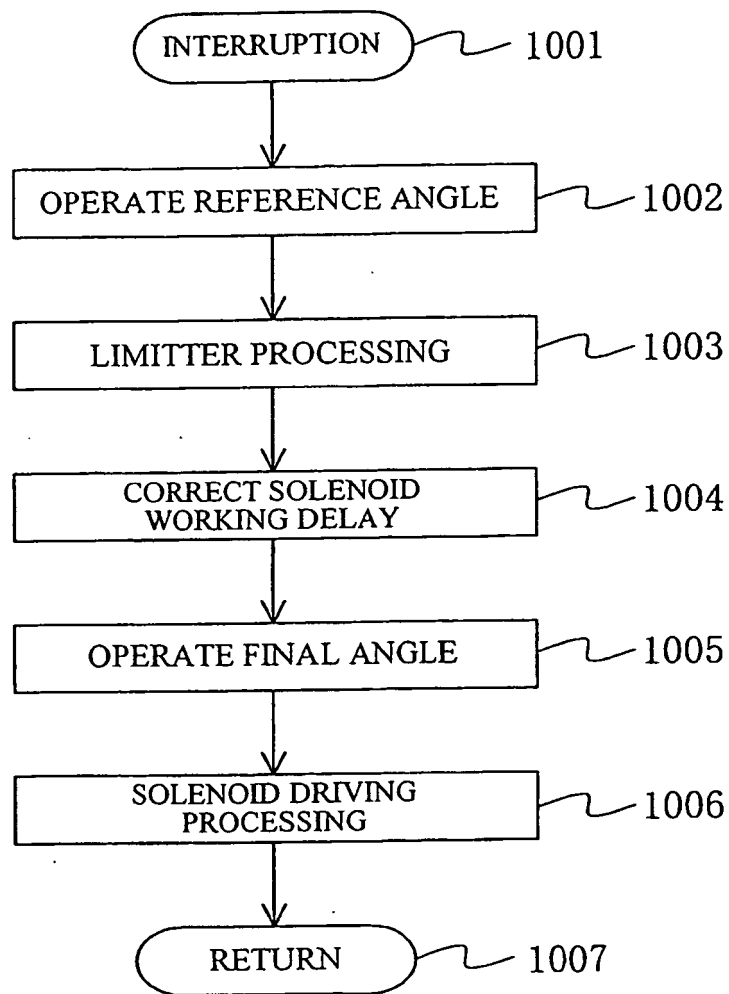 INTERRUPTION 1001
OPERATE REFERENCE ANGLE 1002
LIMITTER PROCESSING 1003
CORRECT SOLENOID
WORKING DELAY 1004
OPERATE FINAL ANGLE 1005
SOLENOID DRIVING
PROCESSING 1006
RETURN 1007